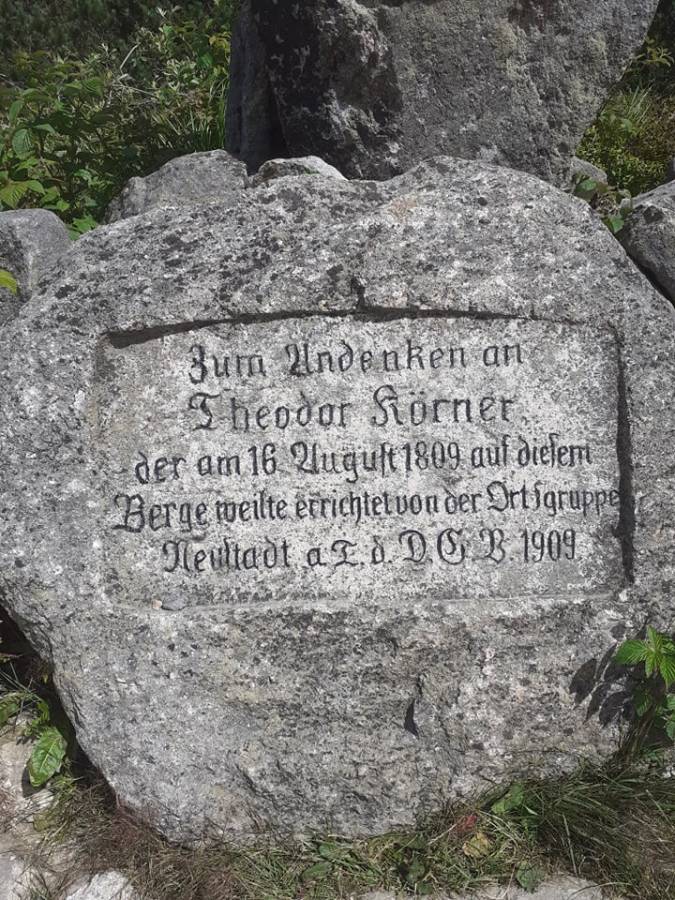 Zum Andenken an
Theodor Körner
der am 16. August 1809 auf diesem
Berge weilte errichtet von der Ortsgruppe
Neustadt a T. d. D. G. V. 1909